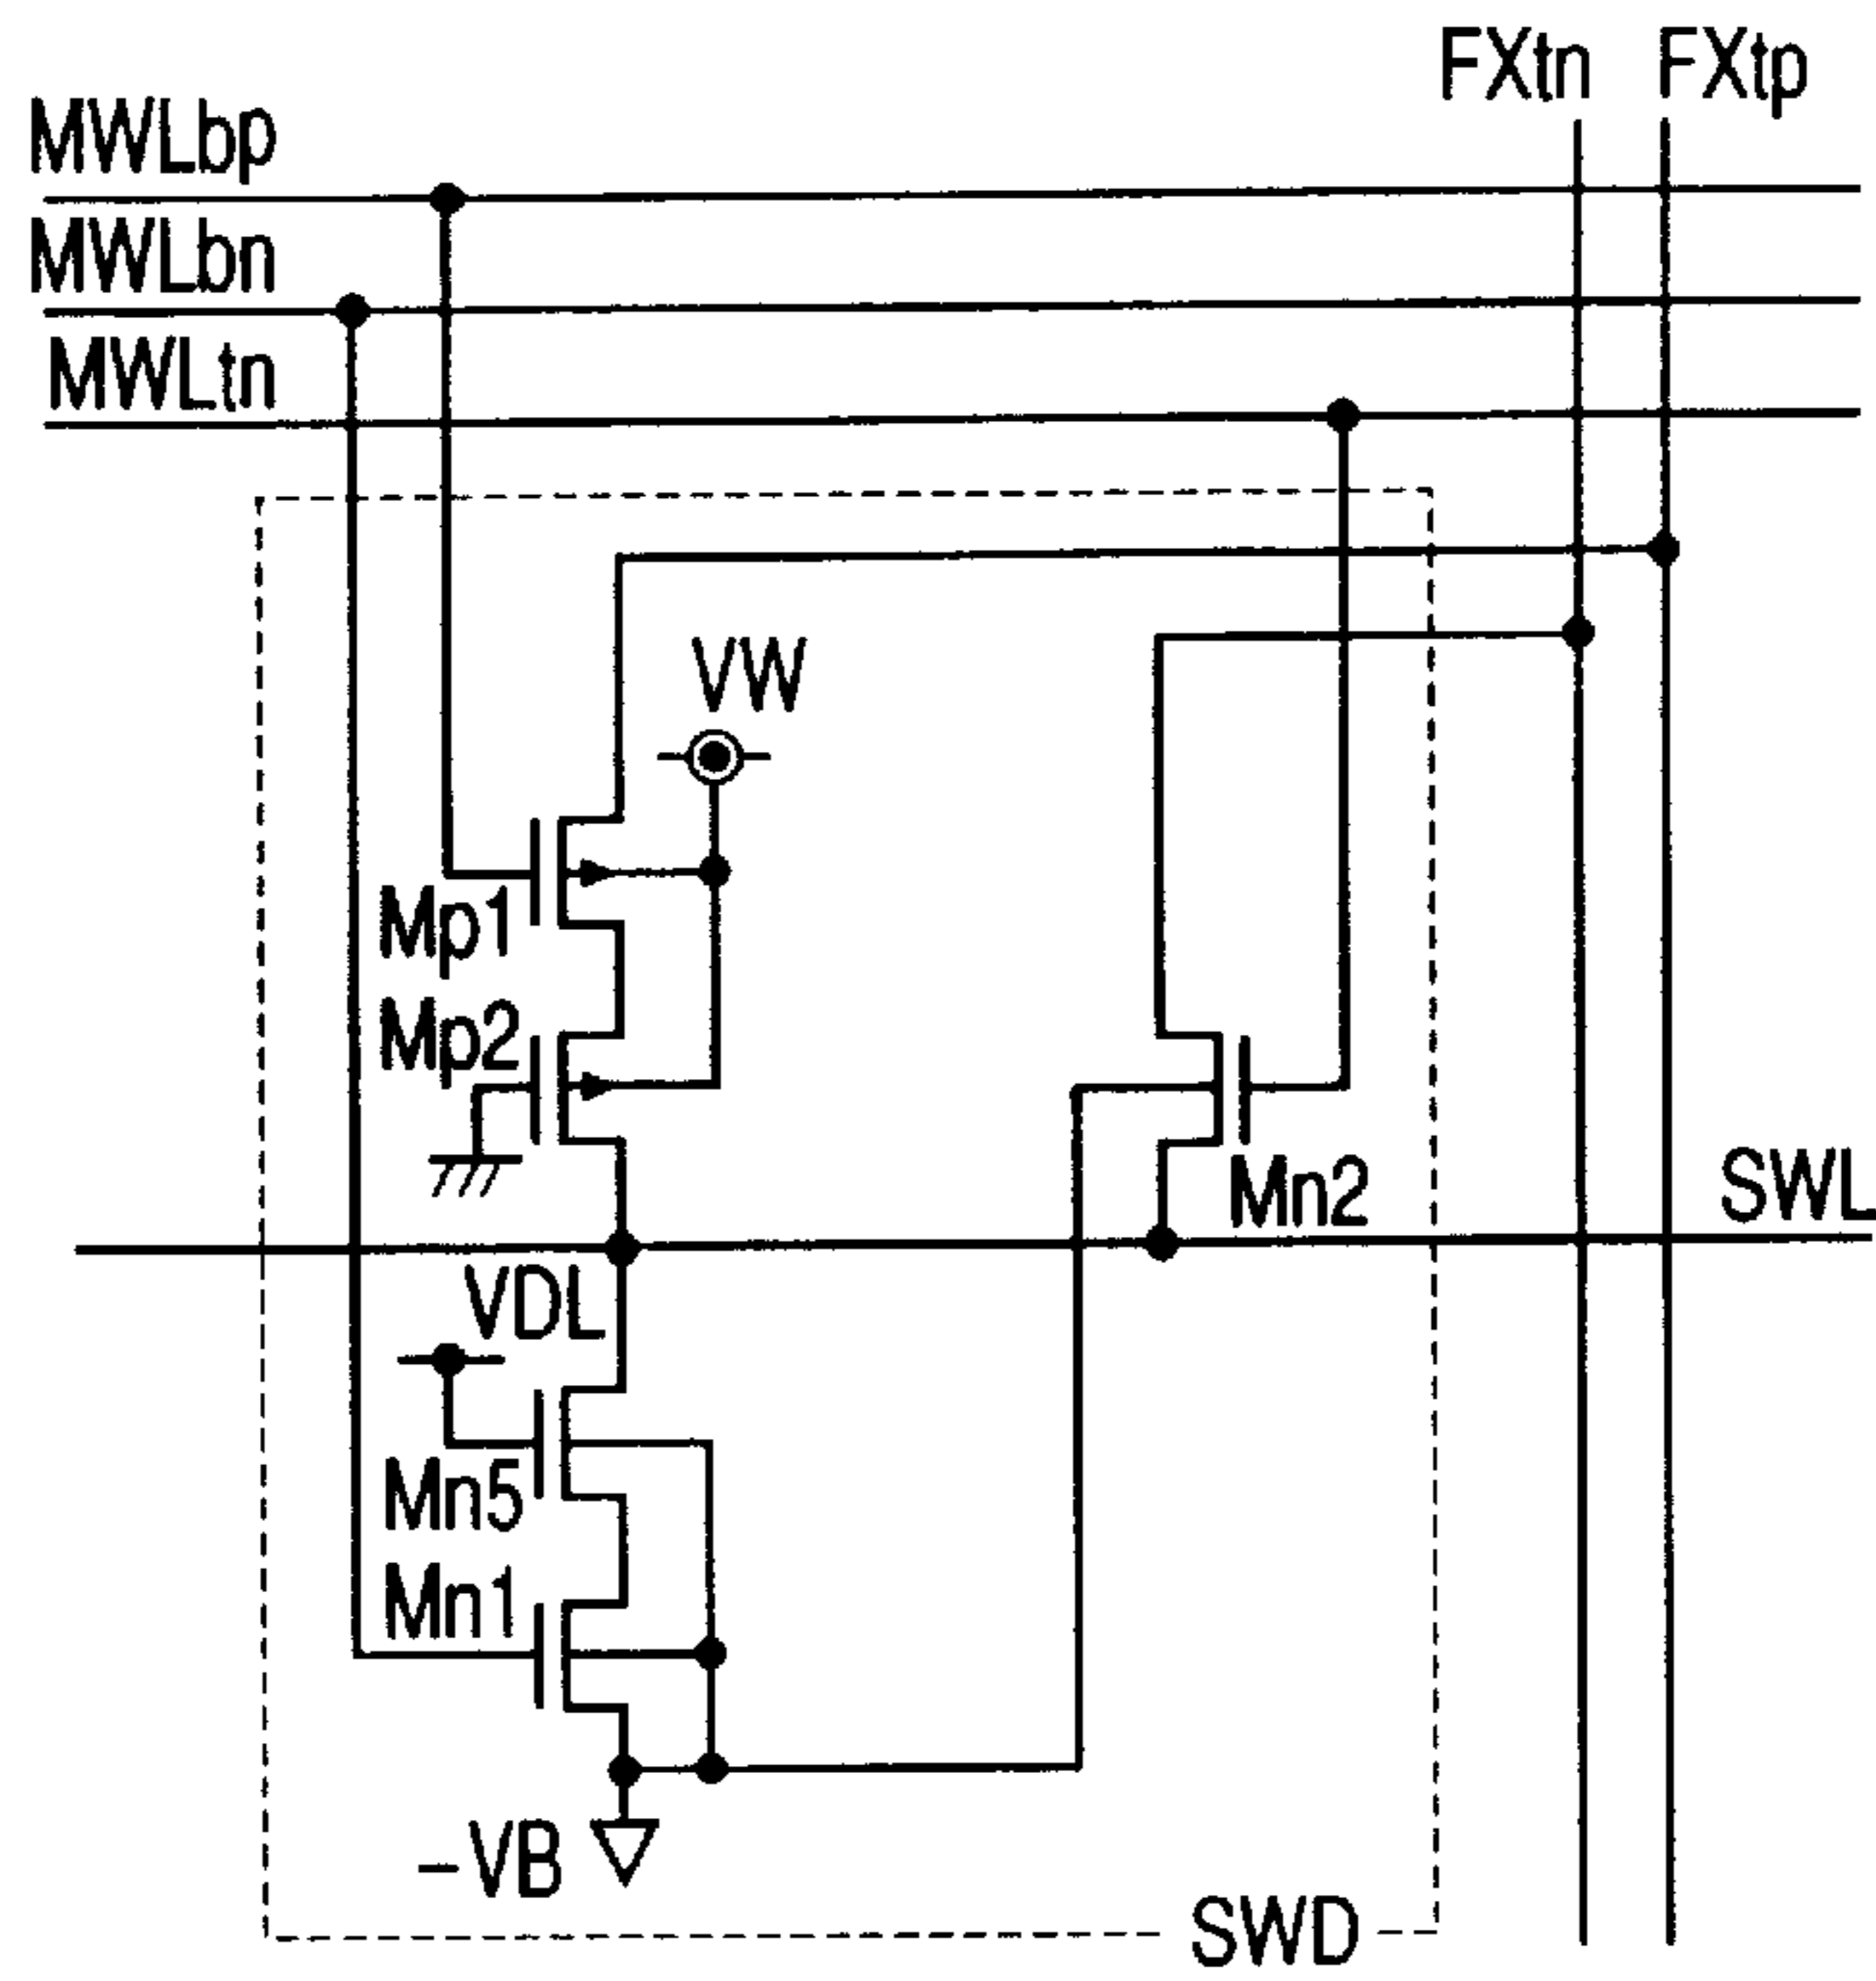 FXtn FXtp
MWLbp
MWLbn
MWLtn
VW
Mp1
Mp2
Mn2
SWL
VDL
Mn5
Mn1
-VB
SWD